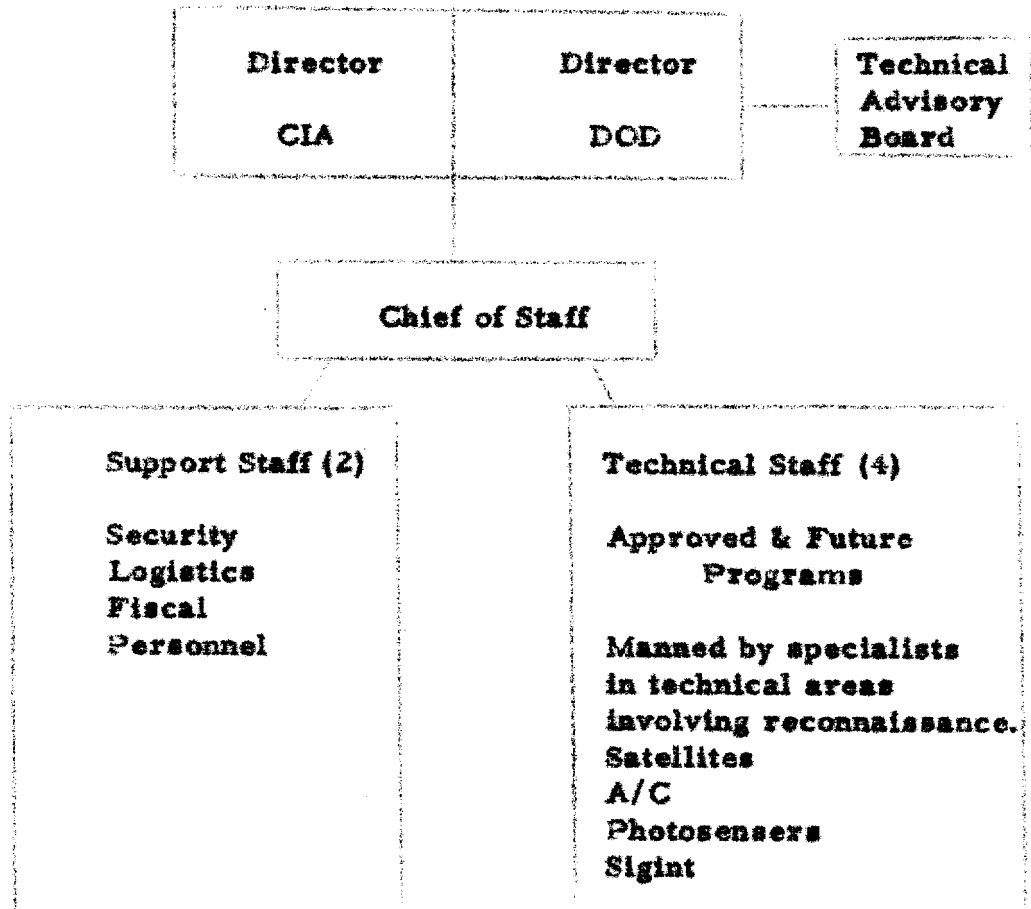 Director
CIA
Director
DOD
Technical
Advisory
Board
Chief of Staff
Support Staff (2)
Security
Logistics
Fiscal
Personnel
Technical Staff (4)
Approved & Future
Programs
Manned by specialists
in technical areas
involving reconnaissance.
Satellites
A/C
Photosensers
Sigint